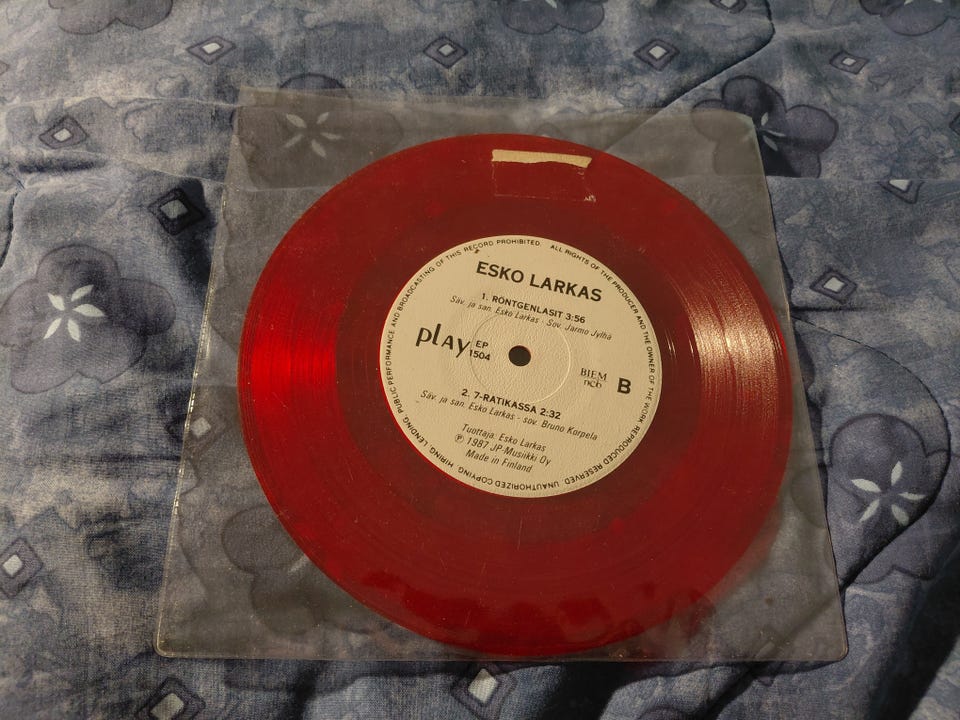 UNAUTHORIZED COPYING, HIRING, LENDING, PUBLIC PERFORMANCE AND BROADCASTING OF THIS RECORD PROHIBITED. ALL RIGHTS OF THE PRODUCER AND THE OWNER OF THE WORK REPRODUCED RESERVED.
ESKO LARKAS
1. RÖNTGENLASIT 3:56
Säv. ja san. Esko Larkas - Sov. Jarmo Jylhä
play EP
1504
BIEM
ncb
B
2. 7-RATIKASSA 2:32
Säv. ja san. Esko Larkas - sov. Bruno Korpela
Tuottaja: Esko Larkas
℗ 1987 JP-Musiikki Oy
Made in Finland